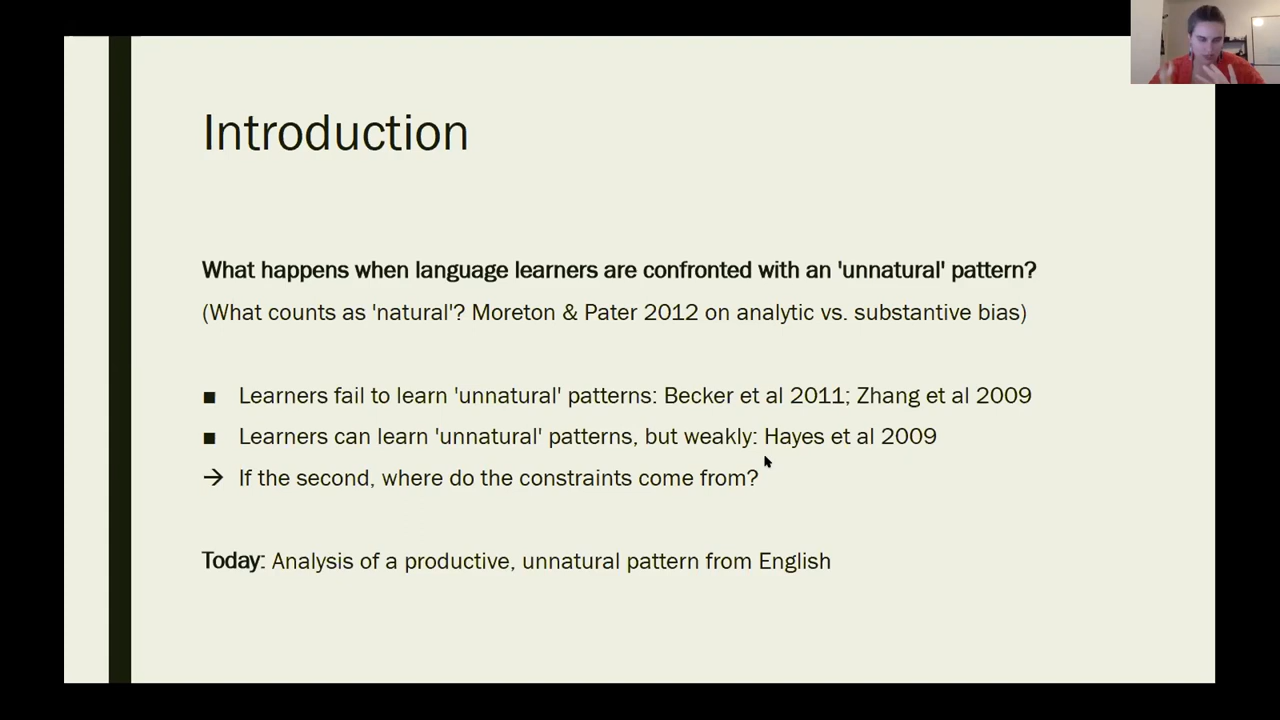 Introduction
What happens when language learners are confronted with an 'unnatural' pattern?
(What counts as 'natural'? Moreton & Pater 2012 on analytic vs. substantive bias)
■ Learners fail to learn 'unnatural' patterns: Becker et al 2011; Zhang et al 2009
■ Learners can learn 'unnatural' patterns, but weakly: Hayes et al 2009
→ If the second, where do the constraints come from?
Today: Analysis of a productive, unnatural pattern from English